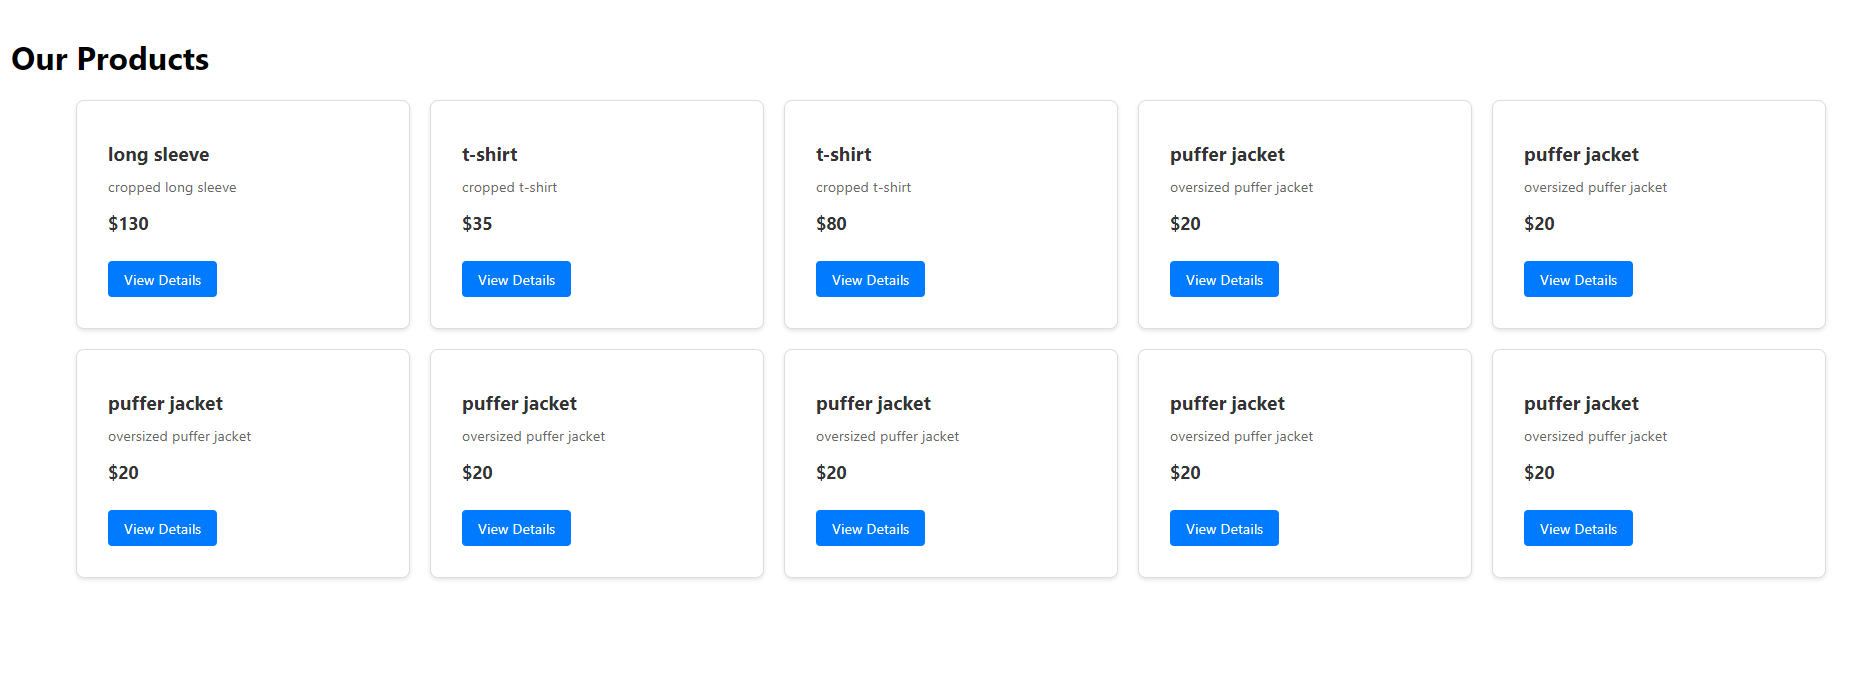 Our Products
long sleeve
cropped long sleeve
$130
View Details
t-shirt
cropped t-shirt
$35
View Details
t-shirt
cropped t-shirt
$80
View Details
puffer jacket
oversized puffer jacket
$20
View Details
puffer jacket
oversized puffer jacket
$20
View Details
puffer jacket
oversized puffer jacket
$20
View Details
puffer jacket
oversized puffer jacket
$20
View Details
puffer jacket
oversized puffer jacket
$20
View Details
puffer jacket
oversized puffer jacket
$20
View Details
puffer jacket
oversized puffer jacket
$20
View Details